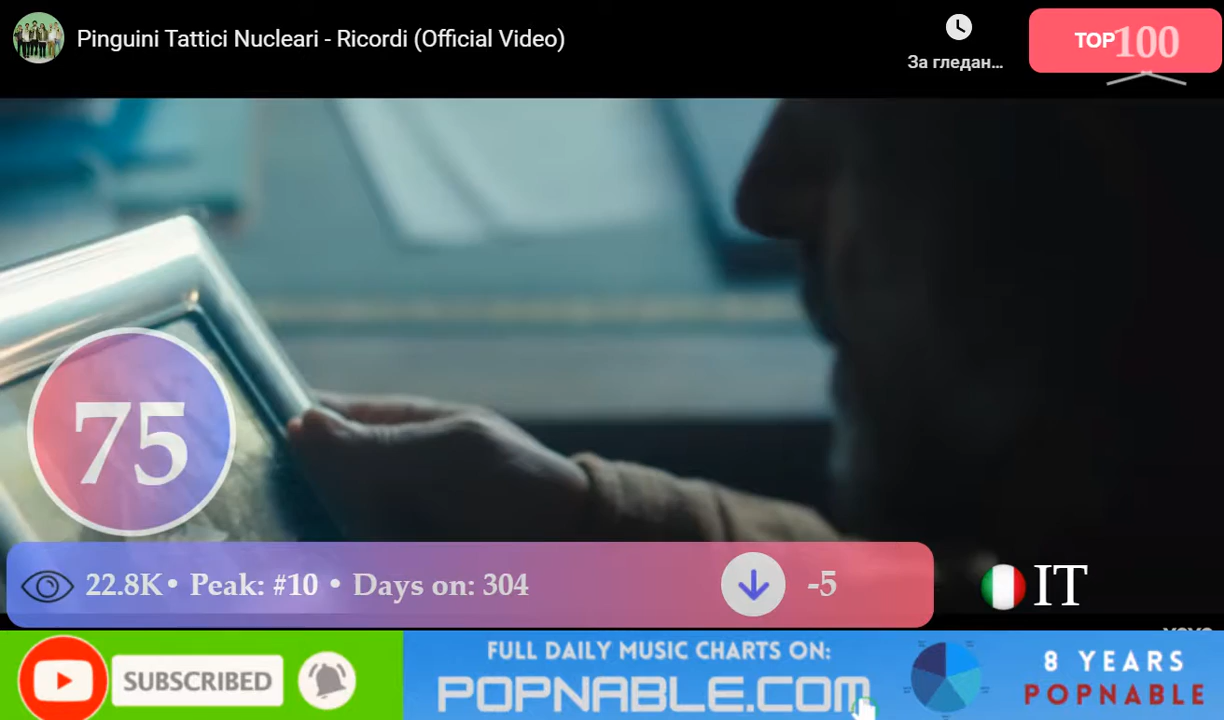 Pinguini Tattici Nucleari - Ricordi (Official Video)
За гледан...
TOP100
75
22.8K • Peak: #10 • Days on: 304
-5
IT
SUBSCRIBED
FULL DAILY MUSIC CHARTS ON:
POPNABLE.COM
8 YEARS
POPNABLE